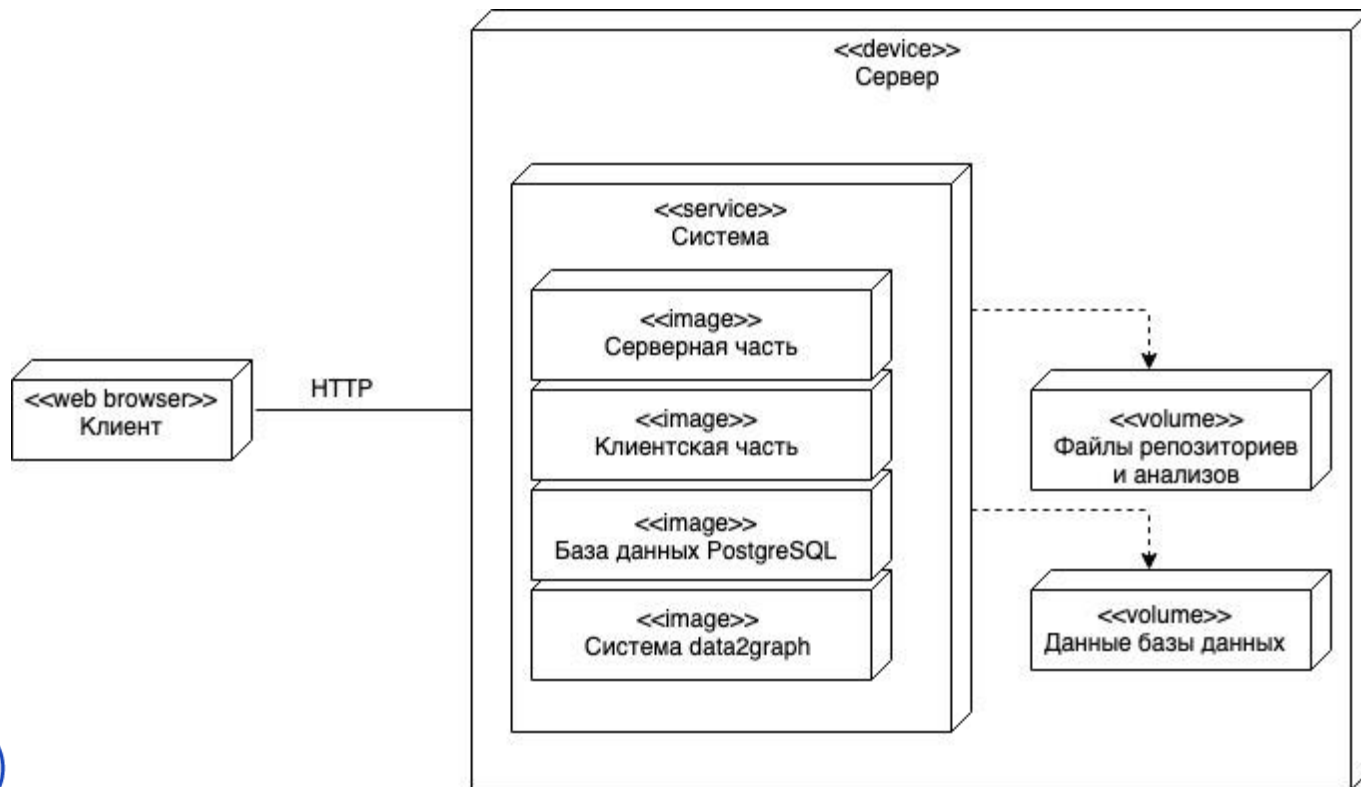 <<device>>
Сервер
<<service>>
Система
<<image>>
Серверная часть
<<image>>
Клиентская часть
<<image>>
База данных PostgreSQL
<<image>>
Система data2graph
<<web browser>>
Клиент
HTTP
<<volume>>
Файлы репозиториев
и анализов
<<volume>>
Данные базы данных